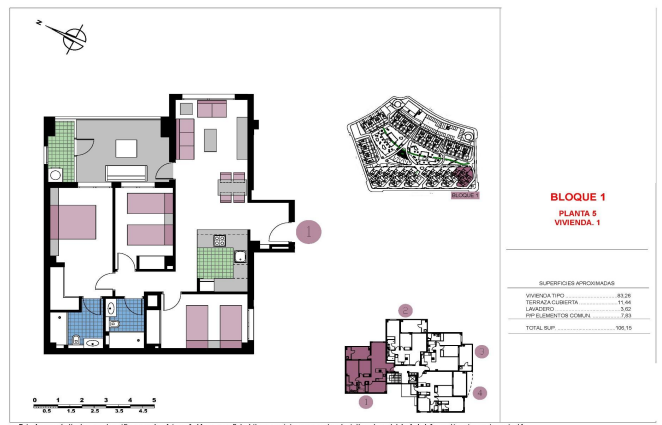 N
1
BLOQUE 1
BLOQUE 1
PLANTA 5
VIVIENDA. 1
SUPERFICIES APROXIMADAS
VIVIENDA TIPO 83,26
TERRAZA CUBIERTA 11,44
LAVADERO 3,62
P/P ELEMENTOS COMUN. 7,83
TOTAL SUP 106,15
2
3
4
1
0 1 2 3 4 5
0.5 1.5 2.5 3.5 4.5